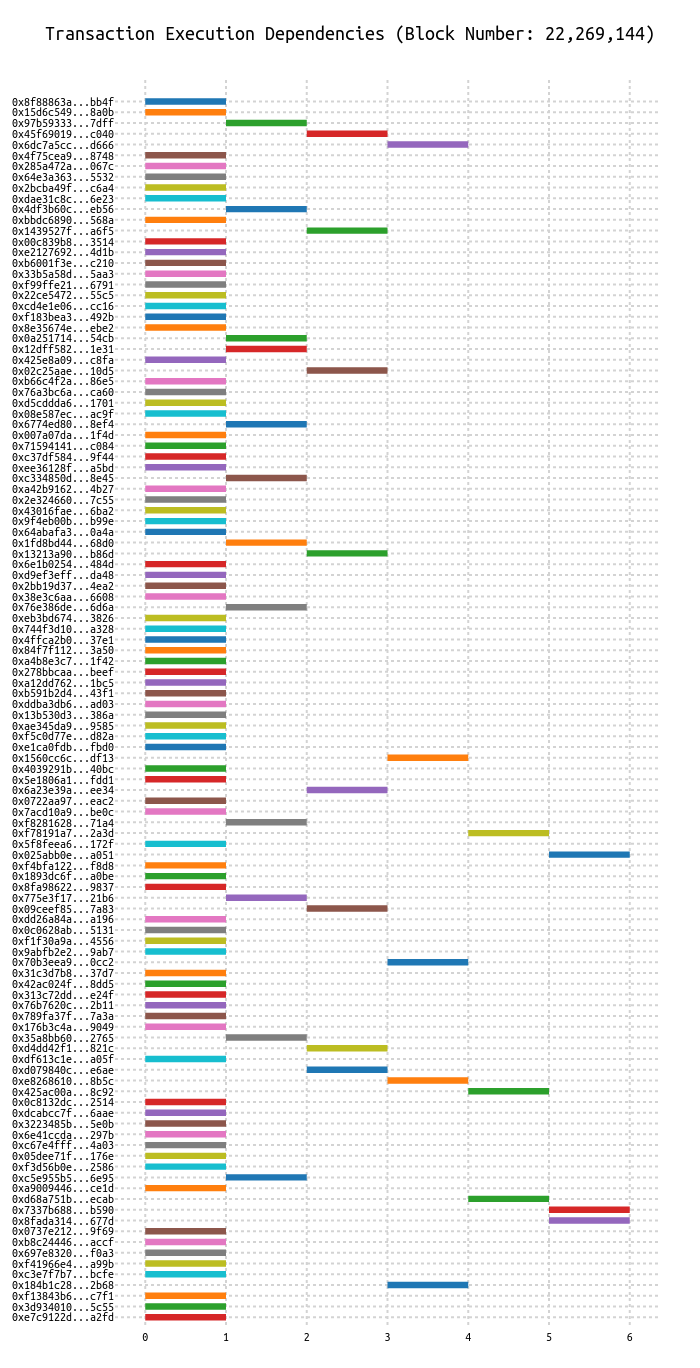 Transaction Execution Dependencies (Block Number: 22,269,144)
0x8f88863a...bb4f
0x15d6c549...8a0b
0x97b59333...7dff
0x45f69019...c040
0x6dc7a5cc...d666
0x4f75cea9...8748
0x285a472a...067c
0x64e3a363...5532
0x2bcba49f...c6a4
0xdae31c8c...6e23
0x4df3b60c...eb56
0xbbdc6890...568a
0x1439527f...a6f5
0x00c839b8...3514
0xe2127692...4d1b
0xb6001f3e...c210
0x33b5a58d...5aa3
0xf99ffe21...6791
0x22ce5472...55c5
0xcd4e1e06...cc16
0xf183bea3...492b
0x8e35674e...ebe2
0x0a251714...54cb
0x12dff582...1e31
0x425e8a09...c8fa
0x02c25aae...10d5
0xb66c4f2a...86e5
0x76a3bc6a...ca60
0xd5cddda6...1701
0x08e587ec...ac9f
0x6774ed80...8ef4
0x007a07da...1f4d
0x71594141...c084
0xc37df584...9f44
0xee36128f...a5bd
0xc334850d...8e45
0xa42b9162...4b27
0x2e324660...7c55
0x43016fae...6ba2
0x9f4eb00b...b99e
0x64abafa3...0a4a
0x1fd8bd44...68d0
0x13213a90...b86d
0x6e1b0254...484d
0xd9ef3eff...da48
0x2bb19d37...4ea2
0x38e3c6aa...6608
0x76e386de...6d6a
0xeb3bd674...3826
0x744f3d10...a328
0x4ffca2b0...37e1
0x84f7f112...3a50
0xa4b8e3c7...1f42
0x278bbcaa...beef
0xa12dd762...1bc5
0xb591b2d4...43f1
0xddba3db6...ad03
0x13b530d3...386a
0xae345da9...9585
0xf5c0d77e...d82a
0xe1ca0fdb...fbd0
0x1560cc6c...df13
0x4039291b...40bc
0x5e1806a1...fdd1
0x6a23e39a...ee34
0x0722aa97...eac2
0x7acd10a9...be0c
0xf8281628...71a4
0xf78191a7...2a3d
0x5f8feea6...172f
0x025abb0e...a051
0xf4bfa122...f8d8
0x1893dc6f...a0be
0x8fa98622...9837
0x775e3f17...21b6
0x09ceef85...7a83
0xdd26a84a...a196
0x0c0628ab...5131
0xf1f30a9a...4556
0x9abfb2e2...9ab7
0x70b3eea9...0cc2
0x31c3d7b8...37d7
0x42ac024f...8dd5
0x313c72dd...e24f
0x76b7620c...2b11
0x789fa37f...7a3a
0x176b3c4a...9049
0x35a8bb60...2765
0xd4dd42f1...821c
0xdf613c1e...a05f
0xd079840c...e6ae
0xe8268610...8b5c
0x425ac00a...8c92
0x0c8132dc...2514
0xdcabcc7f...6aae
0x3223485b...5e0b
0x6e41ccda...297b
0xc67e4fff...4a03
0x05dee71f...176e
0xf3d56b0e...2586
0xc5e955b5...6e95
0xa9009446...ce1d
0xd68a751b...ecab
0x7337b688...b590
0x8fada314...677d
0x0737e212...9f69
0xb8c24446...accf
0x697e8320...f0a3
0xf41966e4...a99b
0xc3e7f7b7...bcfe
0x184b1c28...2b68
0xf13843b6...c7f1
0x3d934010...5c55
0xe7c9122d...a2fd
0 1 2 3 4 5 6